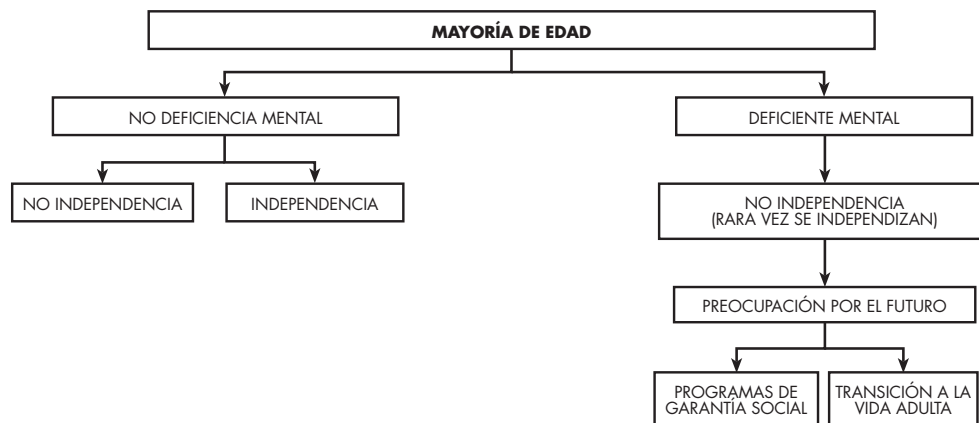 MAYORÍA DE EDAD
NO DEFICIENCIA MENTAL
DEFICIENTE MENTAL
NO INDEPENDENCIA
INDEPENDENCIA
NO INDEPENDENCIA
(RARA VEZ SE INDEPENDIZAN)
PREOCUPACIÓN POR EL FUTURO
PROGRAMAS DE
GARANTÍA SOCIAL
TRANSICIÓN A LA
VIDA ADULTA